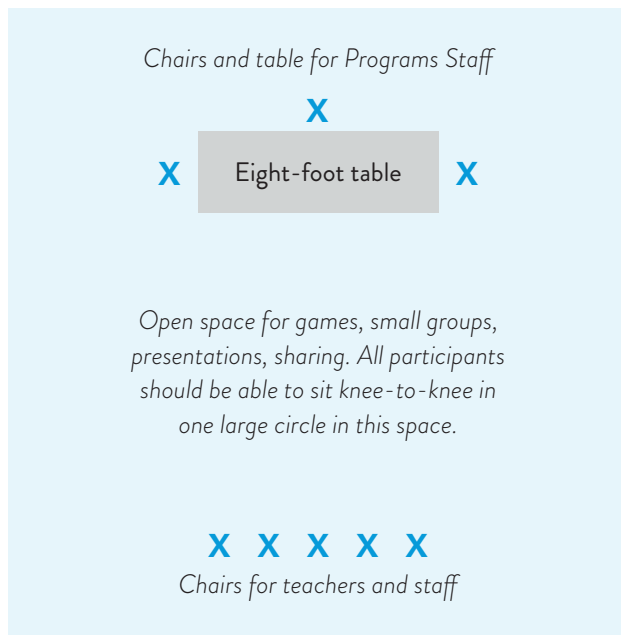 Chairs and table for Programs Staff
X
X Eight-foot table X
Open space for games, small groups,
presentations, sharing. All participants
should be able to sit knee-to-knee in
one large circle in this space.
X X X X X
Chairs for teachers and staff